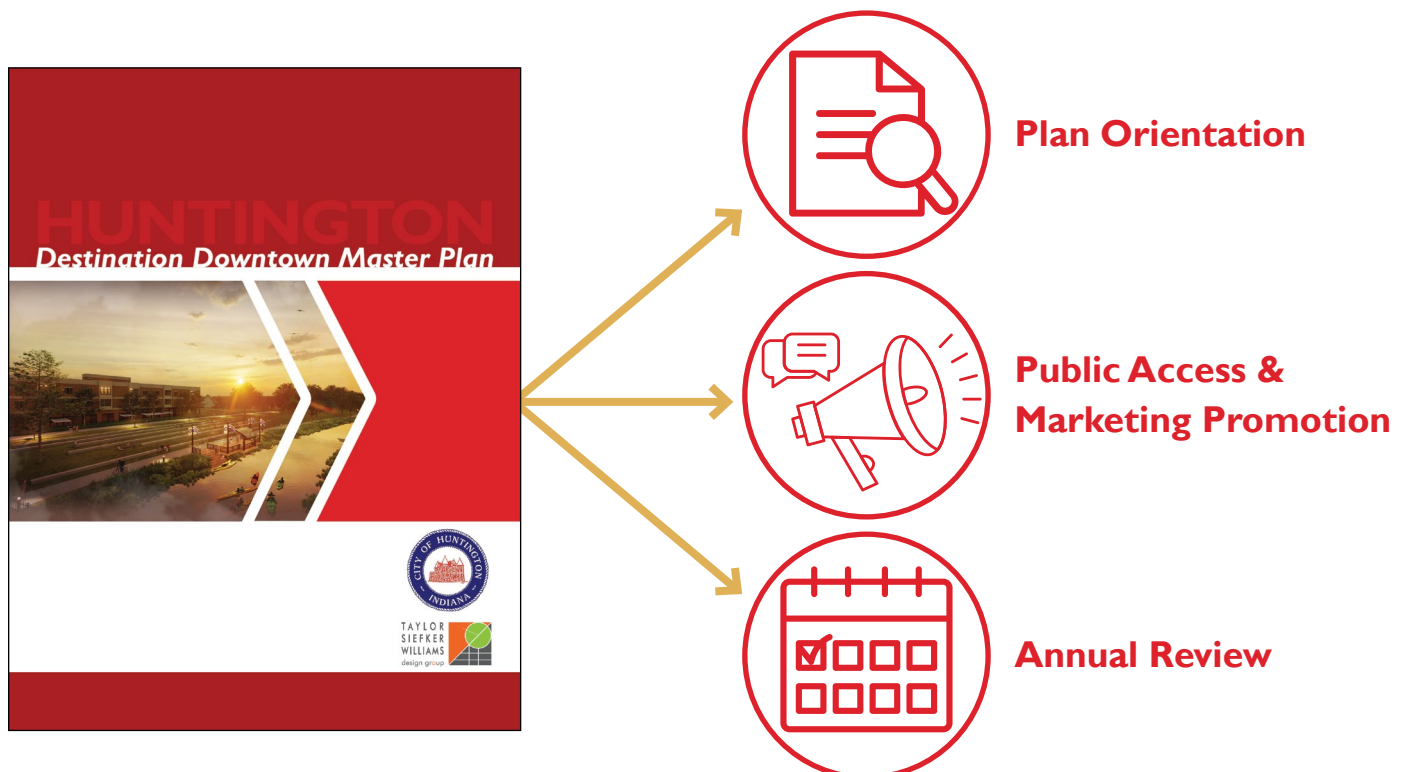 HUNTINGTON
Destination Downtown Master Plan
CITY OF HUNTINGTON
INDIANA
TAYLOR
SIEFKER
WILLIAMS
design group
Plan Orientation
Public Access &
Marketing Promotion
Annual Review